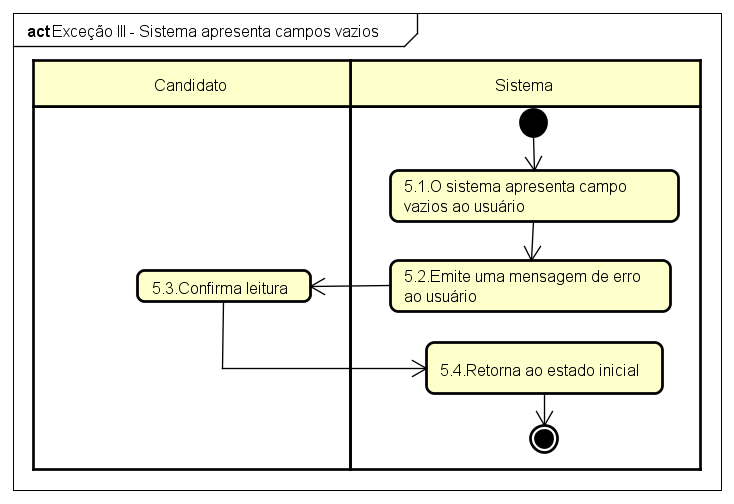 act Exceção III - Sistema apresenta campos vazios
Candidato
Sistema
5.1.O sistema apresenta campo
vazios ao usuário
5.2.Emite uma mensagem de erro
ao usuário
5.3.Confirma leitura
5.4.Retorna ao estado inicial